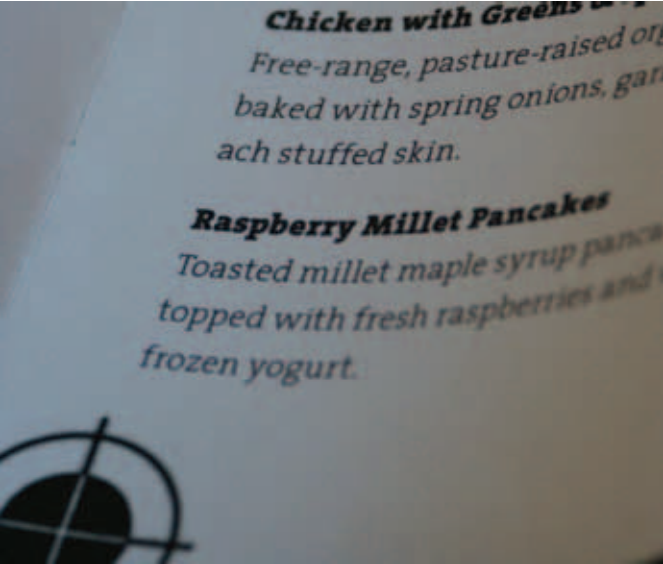 Chicken with Greens
Free-range, pasture-raised
baked with spring onions,
ach stuffed skin.
Raspberry Millet Pancakes
Toasted millet maple syrup
topped with fresh raspberries and
frozen yogurt.